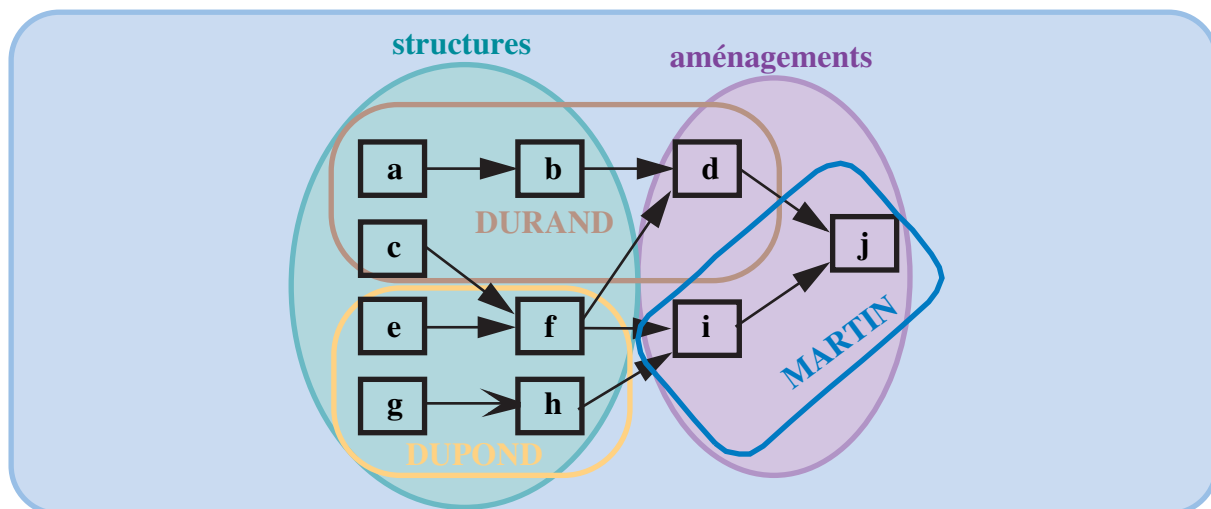 structures
aménagements
a
b
d
DURAND
c
j
e
f
i
MARTIN
g
h
DUPOND